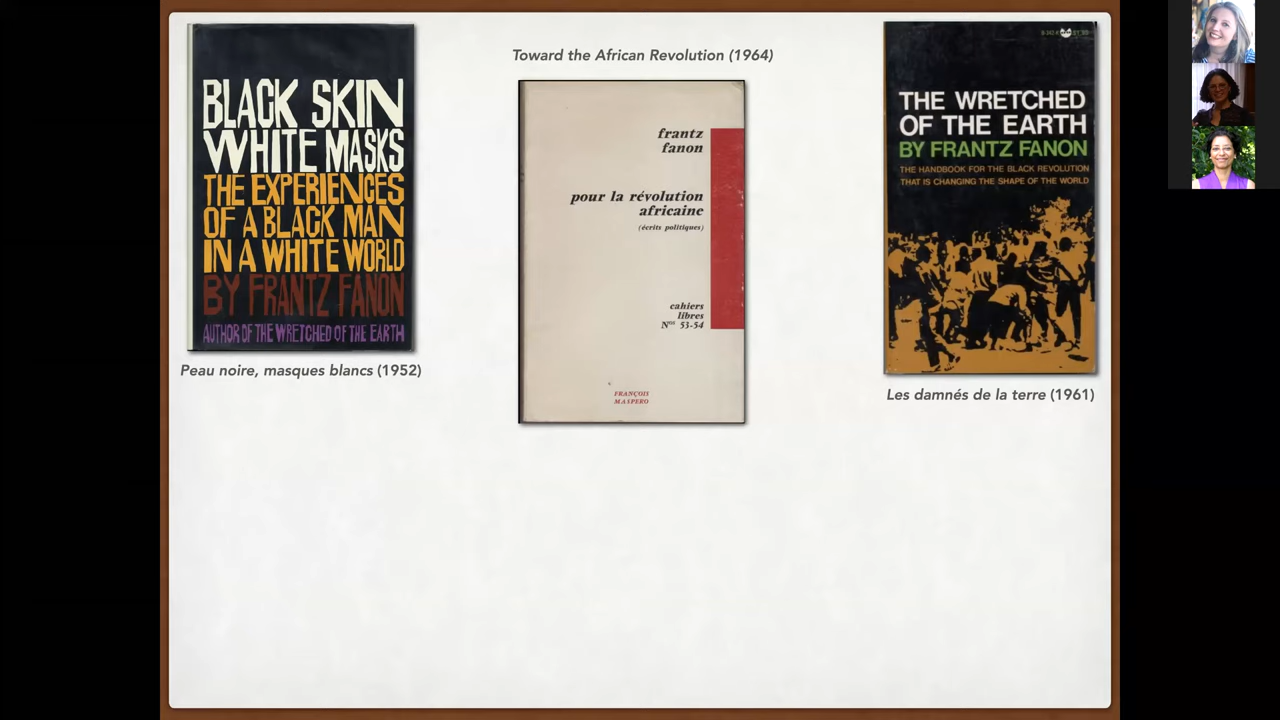 BLACK SKIN
WHITE MASKS
THE EXPERIENCES
OF A BLACK MAN
IN A WHITE WORLD
BY FRANTZ FANON
AUTHOR OF THE WRETCHED OF THE EARTH
Peau noire, masques blancs (1952)
Toward the African Revolution (1964)
frantz
fanon
pour la révolution
africaine
(écrits politiques)
cahiers
libres
Nos 53-54
FRANÇOIS
MASPERO
THE WRETCHED
OF THE EARTH
BY FRANTZ FANON
THE HANDBOOK FOR THE BLACK REVOLUTION
THAT IS CHANGING THE SHAPE OF THE WORLD
Les damnés de la terre (1961)